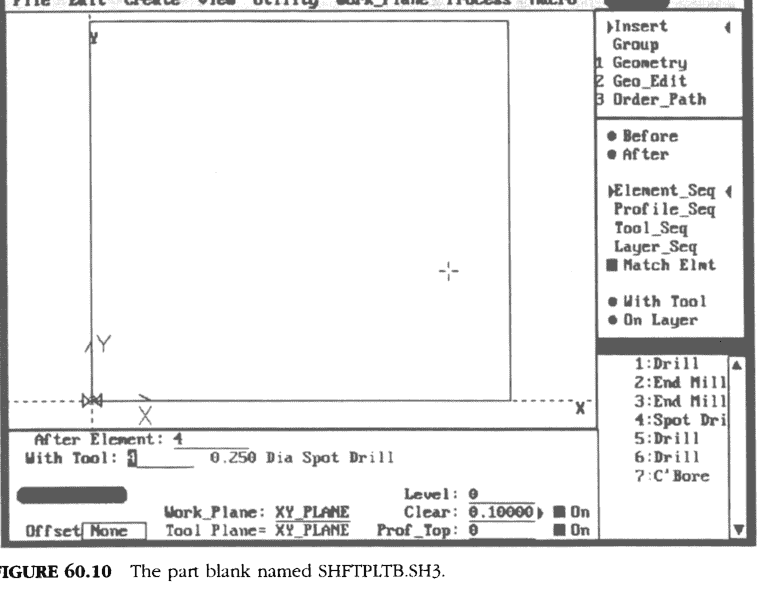 File Edit Create View Utility Work_Plane Process Macro
Y
Insert
Group
1 Geometry
2 Geo_Edit
3 Order_Path
Before
After
Element_Seq
Profile_Seq
Tool_Seq
Layer_Seq
Match Elmt
With Tool
On Layer
Y
X
X
1:Drill
2:End Mill
3:End Mill
4:Spot Dri
5:Drill
6:Drill
7:C'Bore
After Element: 4
With Tool: 4 0.250 Dia Spot Drill
Level: 0
Work_Plane: XY_PLANE Clear: 0.10000 On
Offset None Tool Plane= XY_PLANE Prof_Top: 0 On
FIGURE 60.10 The part blank named SHFTPLTB.SH3.